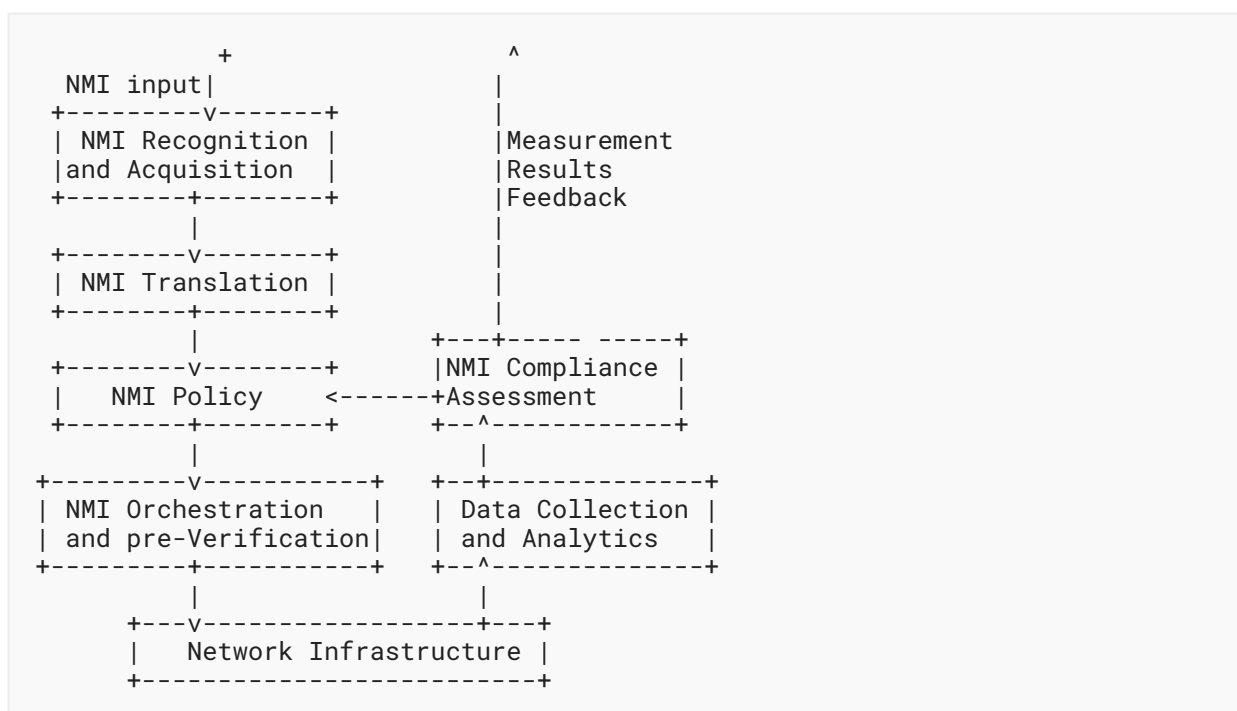 +                  ^
  NMI input|                  |
 +---------v-------+          |
 | NMI Recognition |          |Measurement
 |and Acquisition  |          |Results
 +--------+--------+          |Feedback
          |                   |
 +--------v--------+          |
 | NMI Translation |          |
 +--------+--------+          |
          |               +---+----- -----+
 +--------v--------+      |NMI Compliance |
 |   NMI Policy    <------+Assessment     |
 +--------+--------+      +--^------------+
          |                  |
+---------v-----------+   +--+--------------+
| NMI Orchestration   |   | Data Collection |
| and pre-Verification|   | and Analytics   |
+---------+-----------+   +--^--------------+
          |                  |
      +---v------------------+---+
      |   Network Infrastructure |
      +--------------------------+